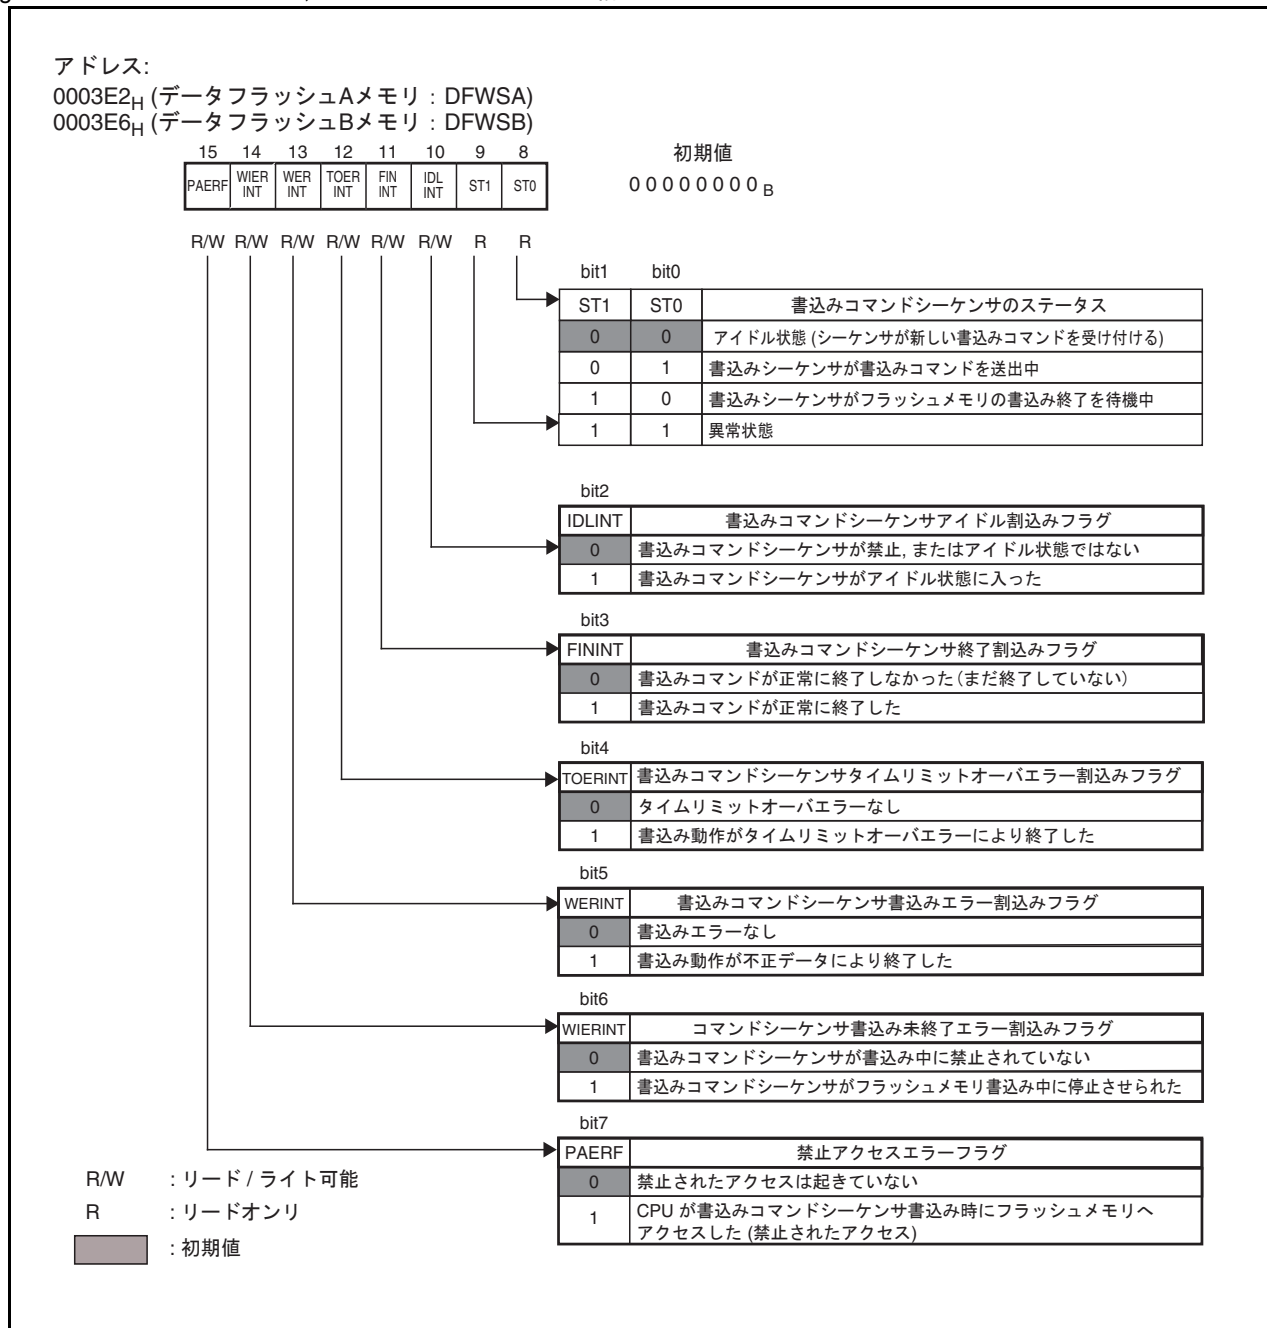 アドレス:
0003E2H (データフラッシュAメモリ : DFWSA)
0003E6H (データフラッシュBメモリ : DFWSB)
15 14 13 12 11 10 9 8 初期値
PAERF WIER INT WER INT TOER INT FIN INT IDL INT ST1 ST0 0 0 0 0 0 0 0 0 B
R/W R/W R/W R/W R/W R/W R R
bit1 bit0
ST1 ST0 書込みコマンドシーケンサのステータス
0 0 アイドル状態 (シーケンサが新しい書込みコマンドを受け付ける)
0 1 書込みシーケンサが書込みコマンドを送出中
1 0 書込みシーケンサがフラッシュメモリの書込み終了を待機中
1 1 異常状態
bit2
IDLINT 書込みコマンドシーケンサアイドル割込みフラグ
0 書込みコマンドシーケンサが禁止, またはアイドル状態ではない
1 書込みコマンドシーケンサがアイドル状態に入った
bit3
FININT 書込みコマンドシーケンサ終了割込みフラグ
0 書込みコマンドが正常に終了しなかった(まだ終了していない)
1 書込みコマンドが正常に終了した
bit4
TOERINT 書込みコマンドシーケンサタイムリミットオーバエラー割込みフラグ
0 タイムリミットオーバエラーなし
1 書込み動作がタイムリミットオーバエラーにより終了した
bit5
WERINT 書込みコマンドシーケンサ書込みエラー割込みフラグ
0 書込みエラーなし
1 書込み動作が不正データにより終了した
bit6
WIERINT コマンドシーケンサ書込み未終了エラー割込みフラグ
0 書込みコマンドシーケンサが書込み中に禁止されていない
1 書込みコマンドシーケンサがフラッシュメモリ書込み中に停止させられた
bit7
PAERF 禁止アクセスエラーフラグ
0 禁止されたアクセスは起きていない
1 CPU が書込みコマンドシーケンサ書込み時にフラッシュメモリへ
アクセスした (禁止されたアクセス)
R/W : リード / ライト可能
R : リードオンリ
: 初期値